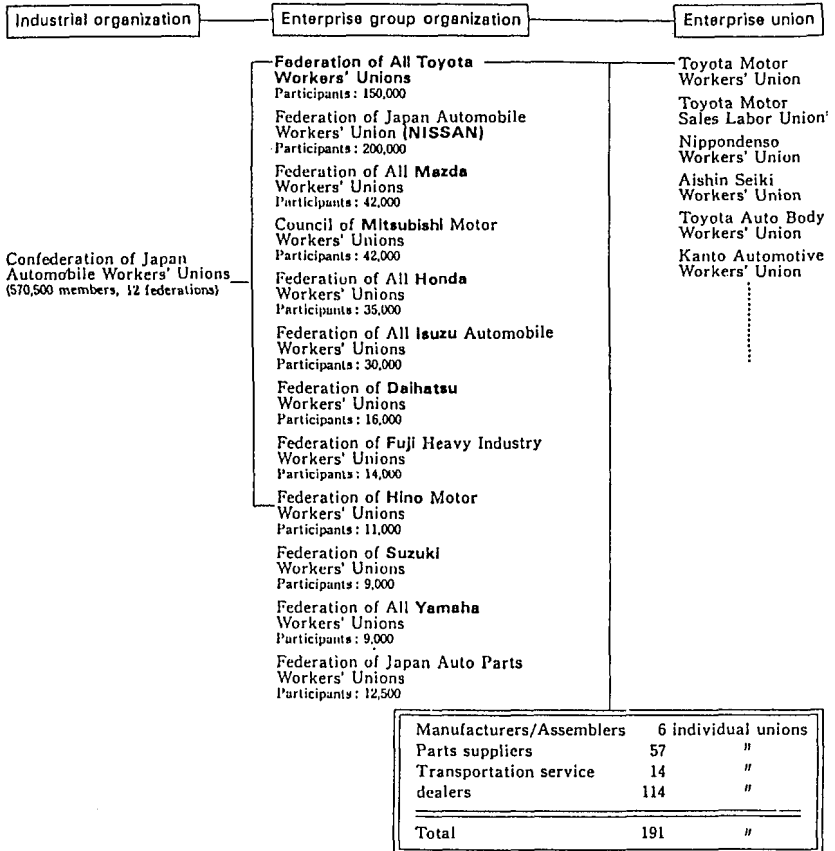 Industrial organization
Enterprise group organization
Enterprise union
Confederation of Japan
Automobile Workers' Unions
(570,500 members, 12 federations)
Federation of All Toyota
Workers' Unions
Participants: 150,000
Federation of Japan Automobile
Workers' Union (NISSAN)
Participants: 200,000
Federation of All Mazda
Workers' Unions
Participants: 42,000
Council of Mitsubishi Motor
Workers' Unions
Participants: 42,000
Federation of All Honda
Workers' Unions
Participants: 35,000
Federation of All Isuzu Automobile
Workers' Unions
Participants: 30,000
Federation of Daihatsu
Workers' Unions
Participants: 16,000
Federation of Fuji Heavy Industry
Workers' Unions
Participants: 14,000
Federation of Hino Motor
Workers' Unions
Participants: 11,000
Federation of Suzuki
Workers' Unions
Participants: 9,000
Federation of All Yamaha
Workers' Unions
Participants: 9,000
Federation of Japan Auto Parts
Workers' Unions
Participants: 12,500
Toyota Motor
Workers' Union
Toyota Motor
Sales Labor Union'
Nippondenso
Workers' Union
Aishin Seiki
Workers' Union
Toyota Auto Body
Workers' Union
Kanto Automotive
Workers' Union
Manufacturers/Assemblers 6 individual unions
Parts suppliers 57 "
Transportation service 14 "
dealers 114 "
Total 191 "